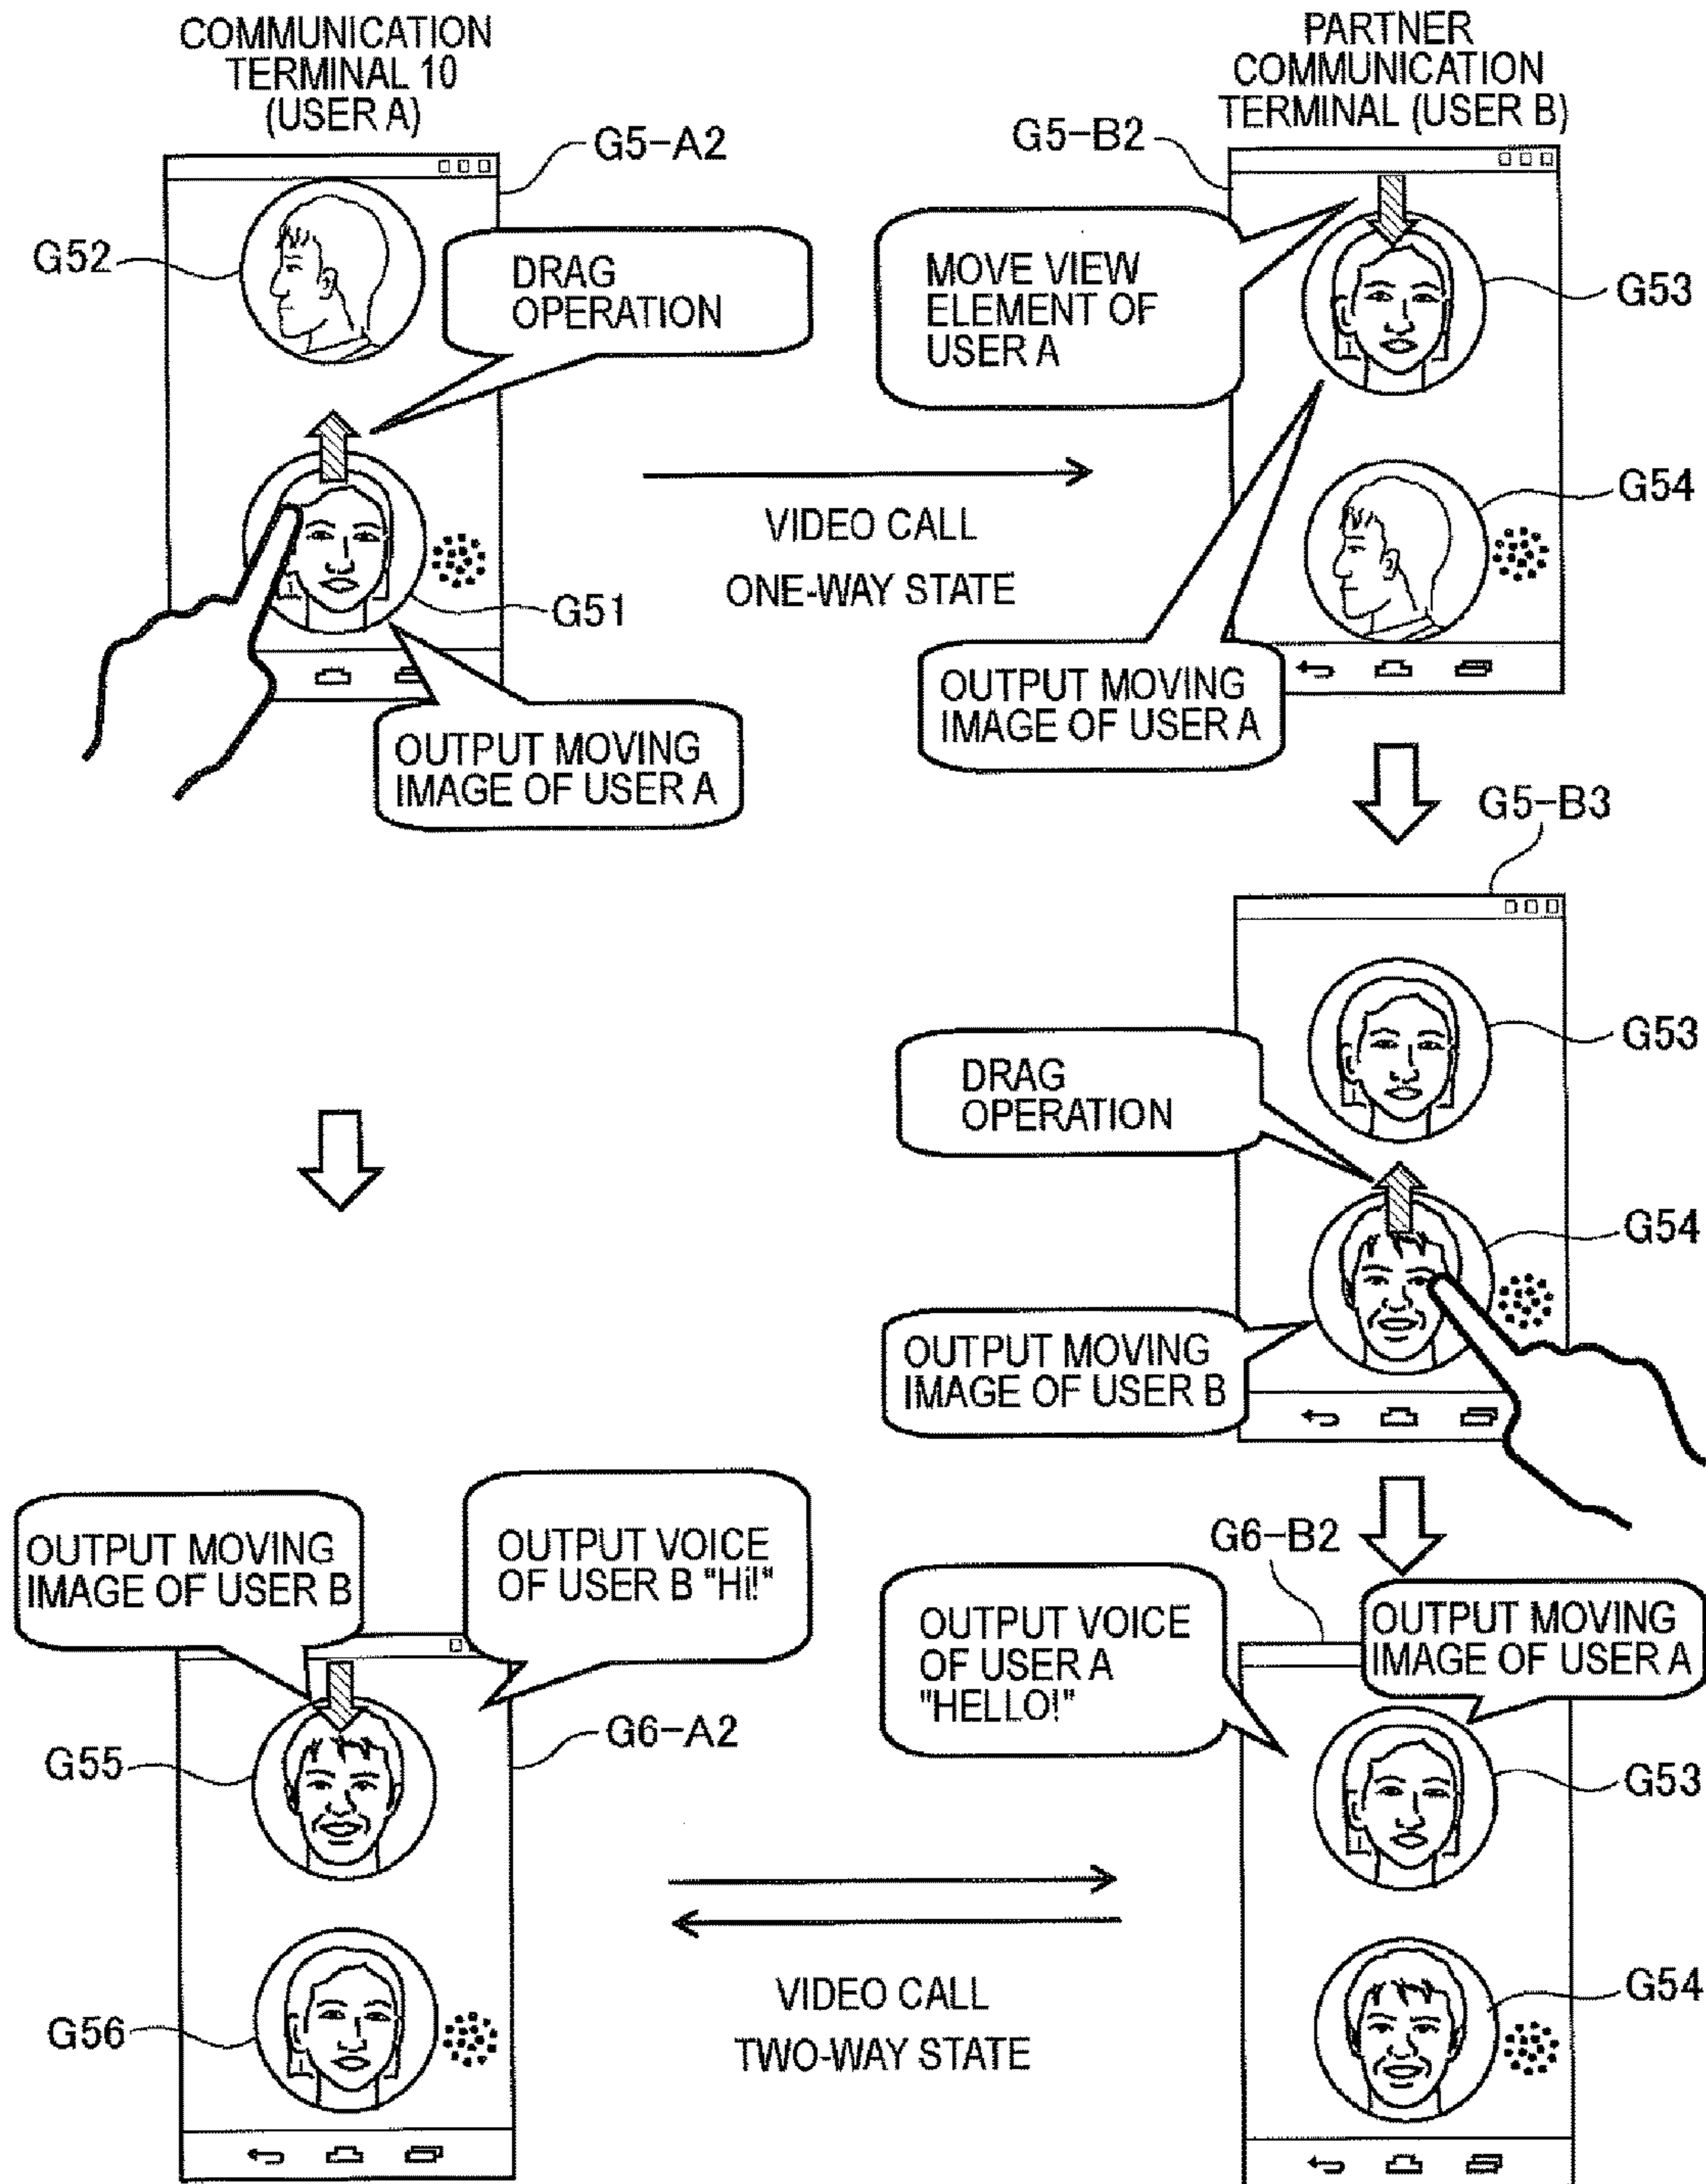 COMMUNICATION
TERMINAL 10
(USER A)
PARTNER
COMMUNICATION
TERMINAL (USER B)
G5-A2
G5-B2
G52
DRAG
OPERATION
MOVE VIEW
ELEMENT OF
USER A
G53
G54
VIDEO CALL
ONE-WAY STATE
G51
OUTPUT MOVING
IMAGE OF USER A
OUTPUT MOVING
IMAGE OF USER A
G5-B3
G53
DRAG
OPERATION
G54
OUTPUT MOVING
IMAGE OF USER B
OUTPUT MOVING
IMAGE OF USER B
OUTPUT VOICE
OF USER B "Hi!"
G6-B2
OUTPUT VOICE
OF USER A
"HELLO!"
OUTPUT MOVING
IMAGE OF USER A
G55
G6-A2
G53
G56
VIDEO CALL
TWO-WAY STATE
G54